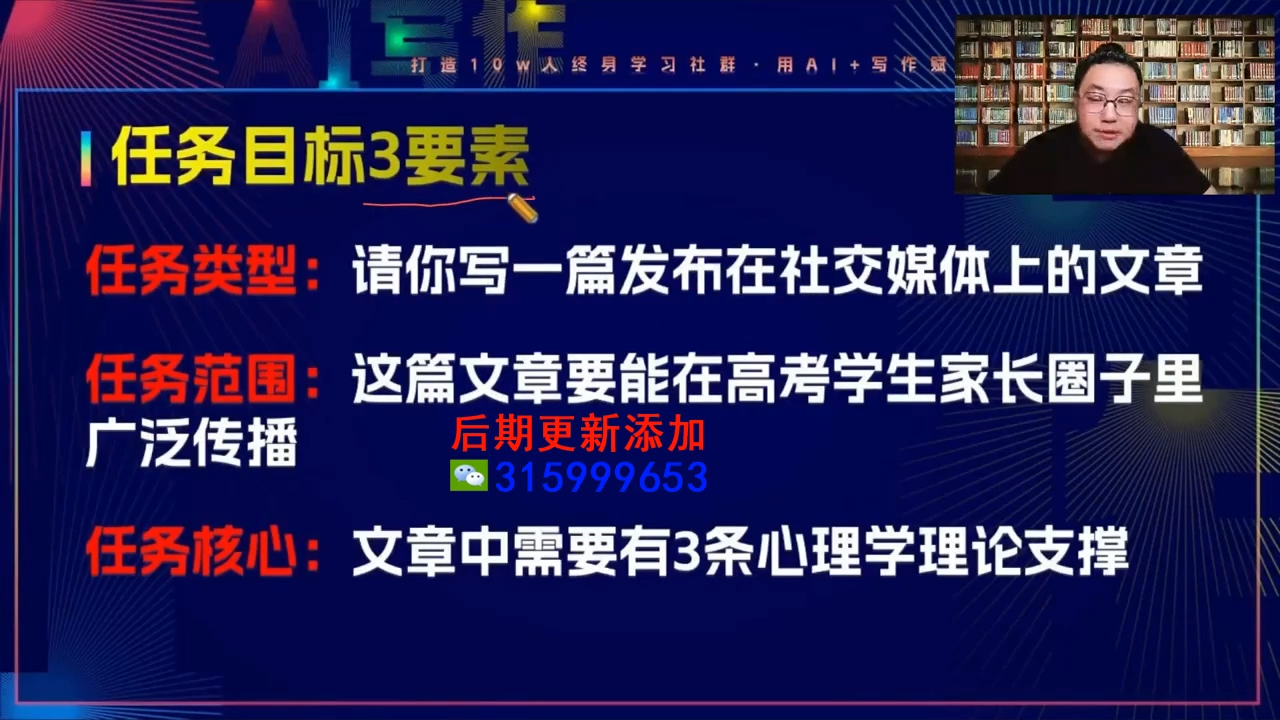 AI写作
打造10w人终身学习社群·用AI+写作赋
任务目标3要素
任务类型：请你写一篇发布在社交媒体上的文章
任务范围：这篇文章要能在高考学生家长圈子里
广泛传播
后期更新添加
315999653
任务核心：文章中需要有3条心理学理论支撑